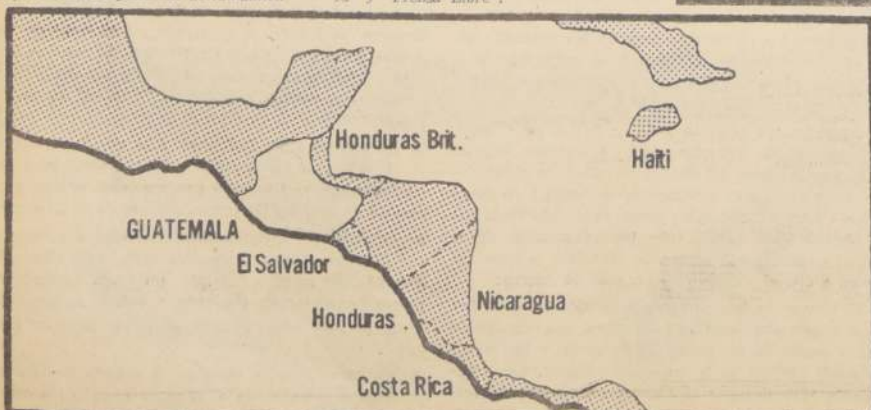 Honduras Brit.
Haiti
GUATEMALA
El Salvador
Nicaragua
Honduras
Costa Rica